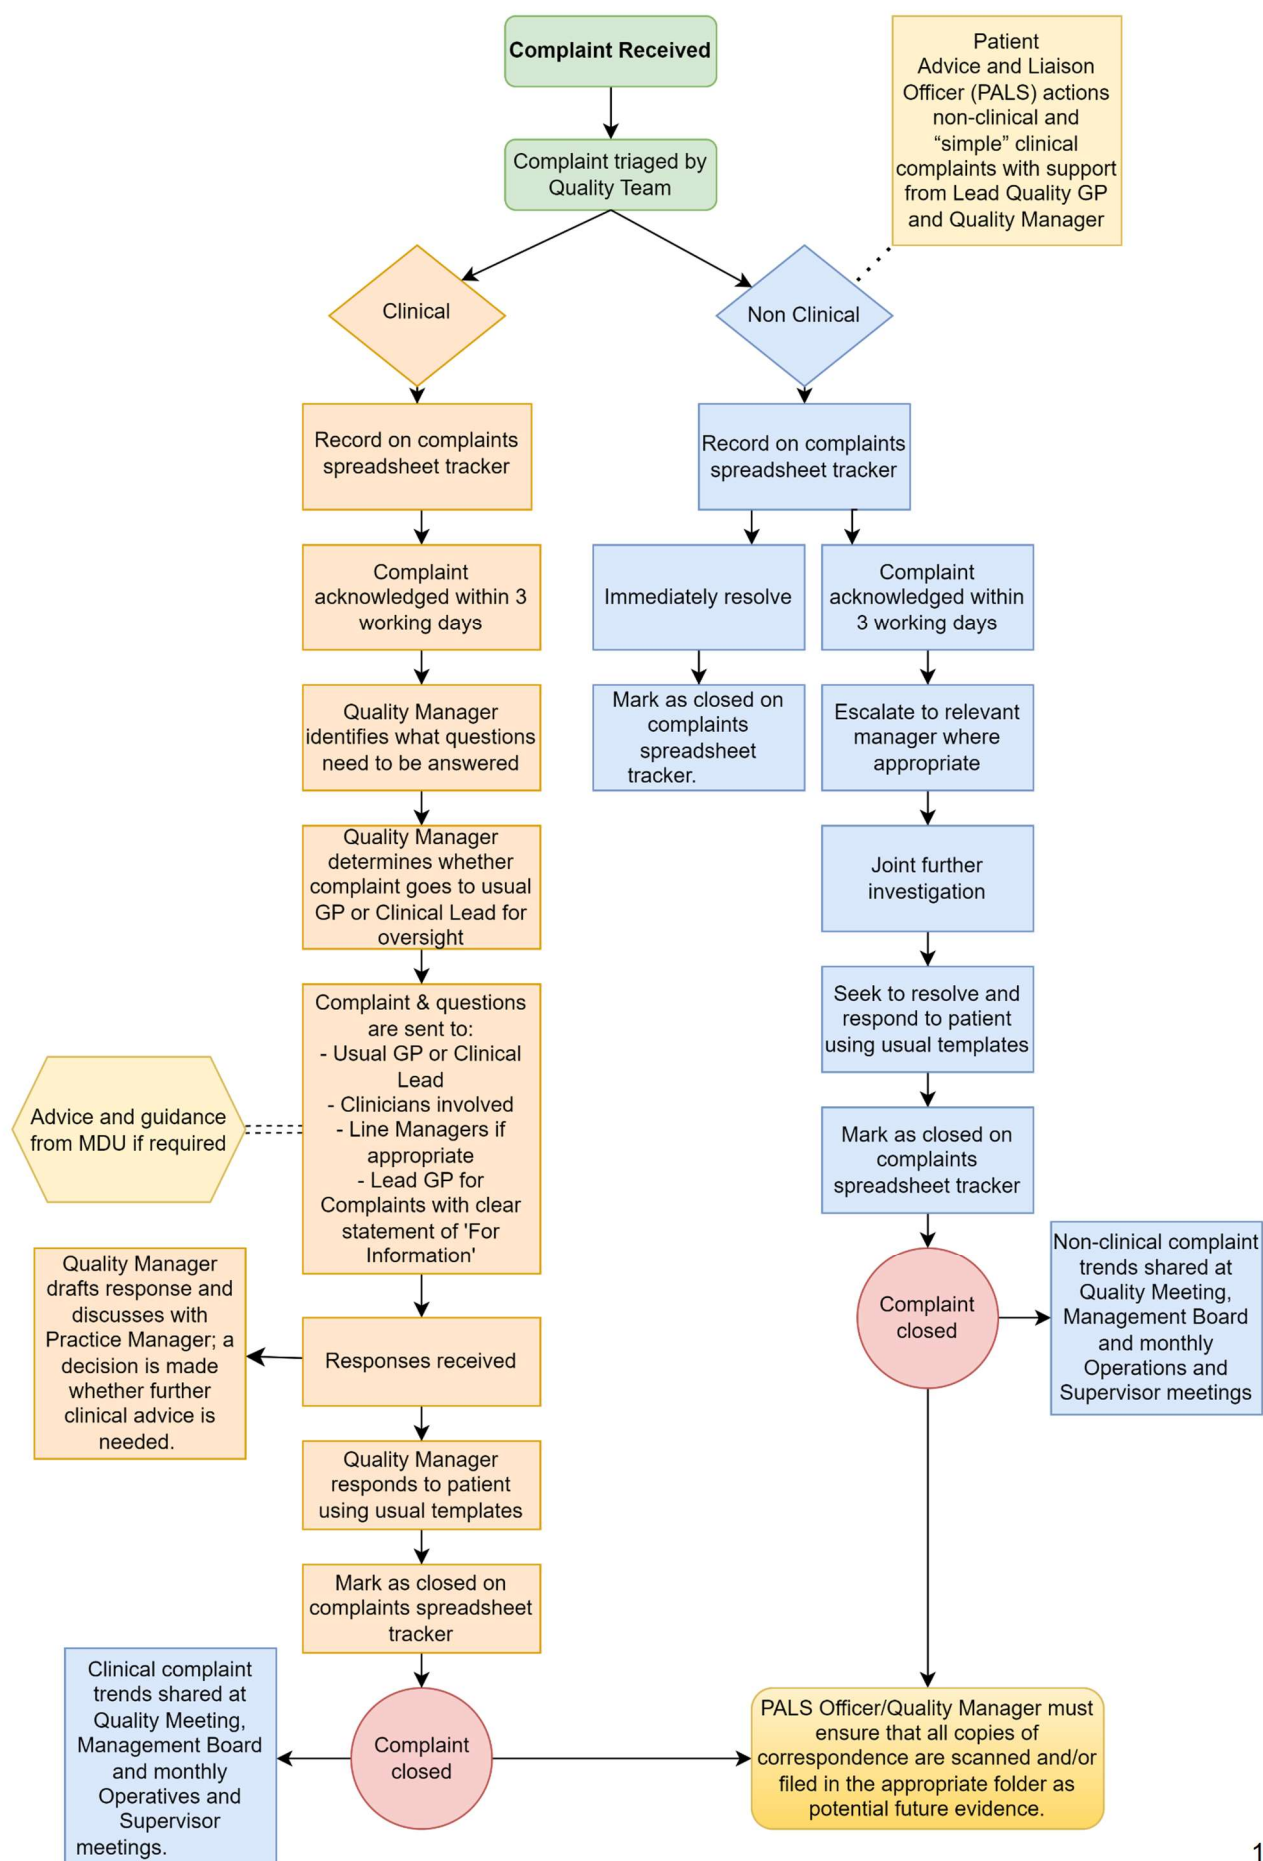 Complaint Received
Patient
Advice and Liaison
Officer (PALS) actions
non-clinical and
“simple” clinical
complaints with support
from Lead Quality GP
and Quality Manager
Complaint triaged by
Quality Team
Clinical
Non Clinical
Record on complaints
spreadsheet tracker
Record on complaints
spreadsheet tracker
Complaint
acknowledged within 3
working days
Immediately resolve
Complaint
acknowledged within
3 working days
Quality Manager
identifies what questions
need to be answered
Mark as closed on
complaints
spreadsheet
tracker.
Escalate to relevant
manager where
appropriate
Quality Manager
determines whether
complaint goes to usual
GP or Clinical Lead for
oversight
Joint further
investigation
Complaint & questions
are sent to:
- Usual GP or Clinical
Lead
- Clinicians involved
- Line Managers if
appropriate
- Lead GP for
Complaints with clear
statement of 'For
Information'
Seek to resolve and
respond to patient
using usual templates
Advice and guidance
from MDU if required
Mark as closed on
complaints
spreadsheet tracker
Quality Manager
drafts response and
discusses with
Practice Manager; a
decision is made
whether further
clinical advice is
needed.
Responses received
Complaint
closed
Non-clinical complaint
trends shared at
Quality Meeting,
Management Board
and monthly
Operations and
Supervisor meetings
Quality Manager
responds to patient
using usual templates
Mark as closed on
complaints spreadsheet
tracker
Clinical complaint
trends shared at
Quality Meeting,
Management Board
and monthly
Operatives and
Supervisor
meetings.
Complaint
closed
PALS Officer/Quality Manager must
ensure that all copies of
correspondence are scanned and/or
filed in the appropriate folder as
potential future evidence.
1